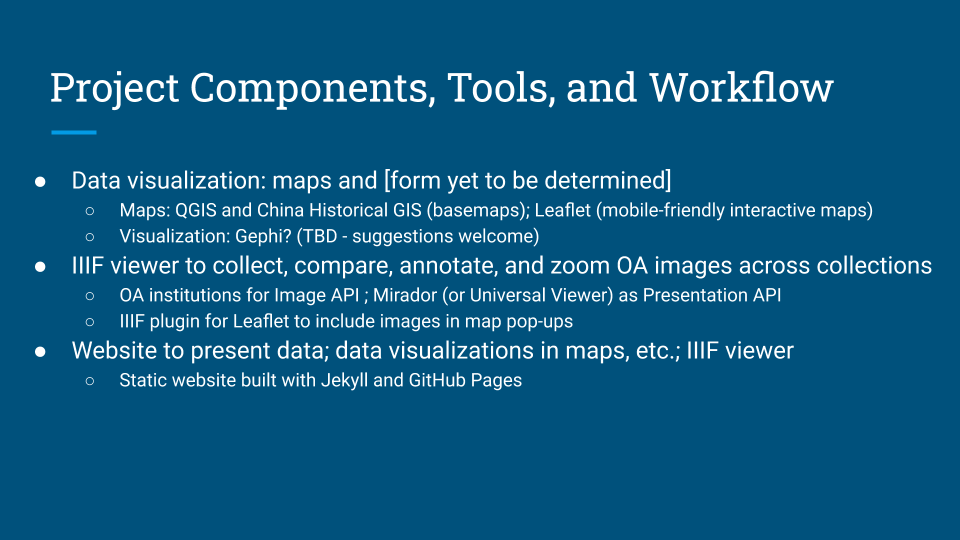 Project Components, Tools, and Workflow
● Data visualization: maps and [form yet to be determined]
○ Maps: QGIS and China Historical GIS (basemaps); Leaflet (mobile-friendly interactive maps)
○ Visualization: Gephi? (TBD - suggestions welcome)
● IIIF viewer to collect, compare, annotate, and zoom OA images across collections
○ OA institutions for Image API ; Mirador (or Universal Viewer) as Presentation API
○ IIIF plugin for Leaflet to include images in map pop-ups
● Website to present data; data visualizations in maps, etc.; IIIF viewer
○ Static website built with Jekyll and GitHub Pages